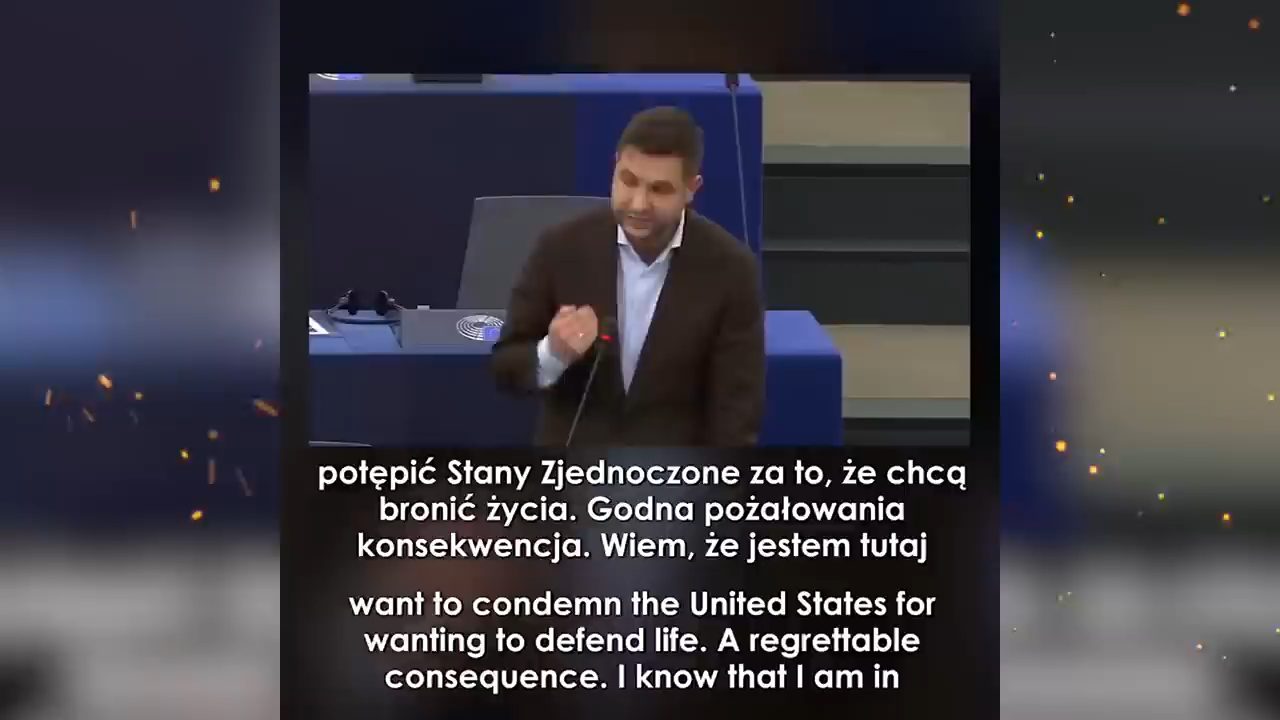 potępić Stany Zjednoczone za to, że chcą
bronić życia. Godna pożałowania
konsekwencja. Wiem, że jestem tutaj
want to condemn the United States for
wanting to defend life. A regrettable
consequence. I know that I am in